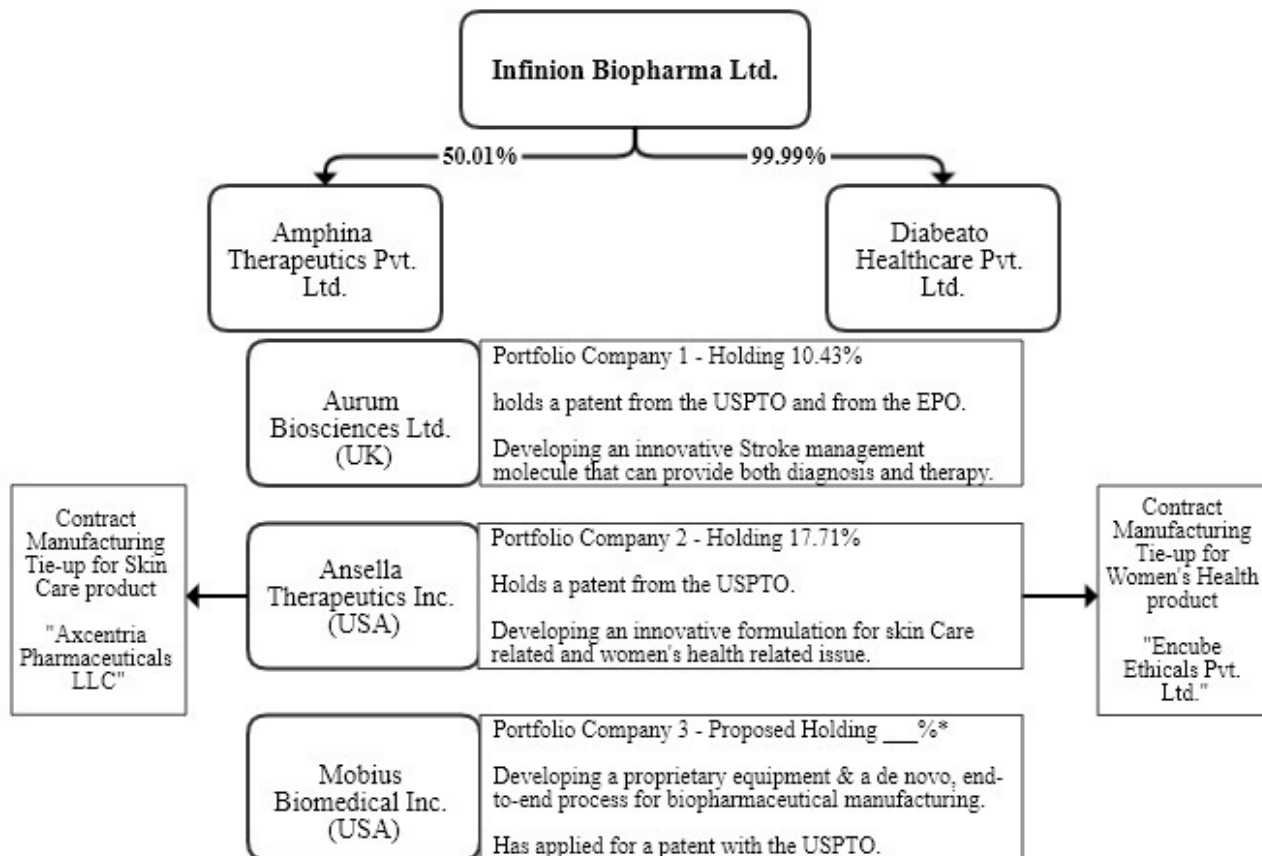 Infinion Biopharma Ltd.
50.01%
99.99%
Amphina
Therapeutics Pvt.
Ltd.
Diabeato
Healthcare Pvt.
Ltd.
Aurum
Biosciences Ltd.
(UK)
Portfolio Company 1 - Holding 10.43%
holds a patent from the USPTO and from the EPO.
Developing an innovative Stroke management
molecule that can provide both diagnosis and therapy.
Contract
Manufacturing
Tie-up for Skin
Care product
"Axcentria
Pharmaceuticals
LLC"
Ansella
Therapeutics Inc.
(USA)
Portfolio Company 2 - Holding 17.71%
Holds a patent from the USPTO.
Developing an innovative formulation for skin Care
related and women's health related issue.
Contract
Manufacturing
Tie-up for
Women's Health
product
"Encube
Ethicals Pvt.
Ltd."
Mobius
Biomedical Inc.
(USA)
Portfolio Company 3 - Proposed Holding ___%*
Developing a proprietary equipment & a de novo, end-
to-end process for biopharmaceutical manufacturing.
Has applied for a patent with the USPTO.